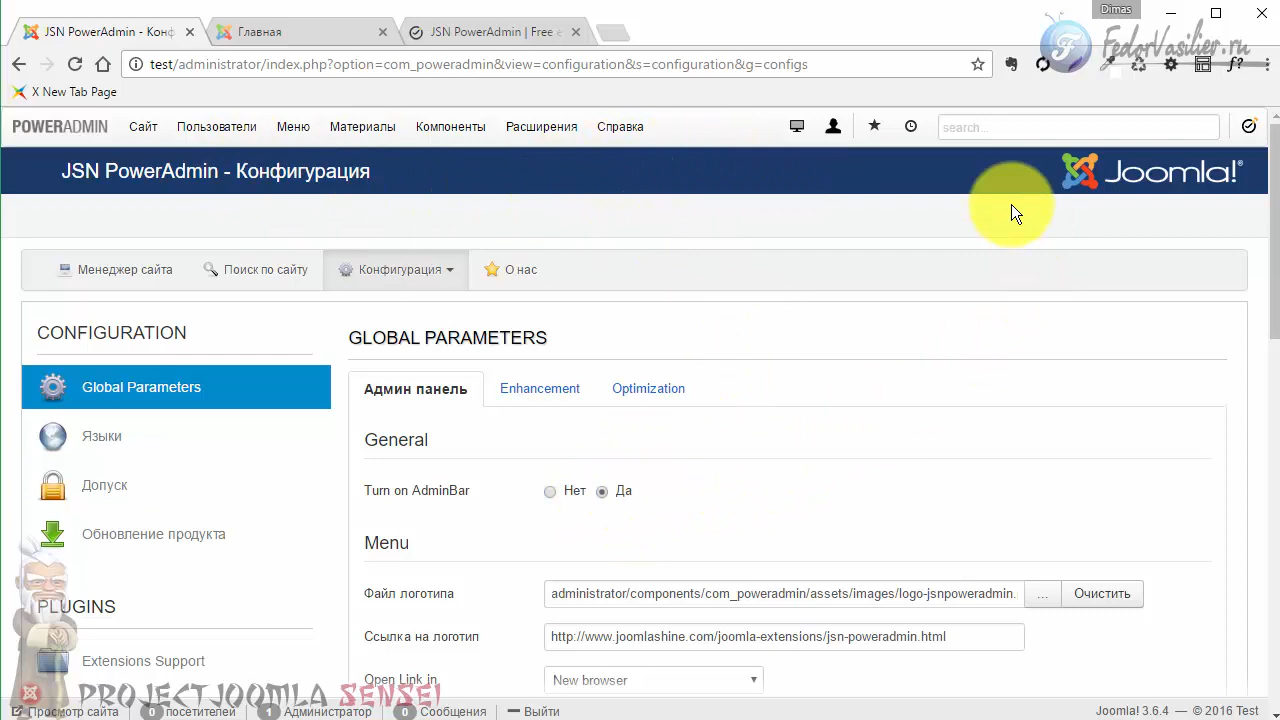 Dimas
JSN PowerAdmin - Конф
Главная
JSN PowerAdmin | Free e
FedorVasiliev.ru
test/administrator/index.php?option=com_poweradmin&view=configuration&s=configuration&g=configs
X New Tab Page
POWERADMIN Сайт Пользователи Меню Материалы Компоненты Расширения Справка search...
JSN PowerAdmin - Конфигурация
Joomla!®
Менеджер сайта Поиск по сайту Конфигурация О нас
CONFIGURATION
Global Parameters
Языки
Допуск
Обновление продукта
PLUGINS
Extensions Support
GLOBAL PARAMETERS
Админ панель Enhancement Optimization
General
Turn on AdminBar Нет Да
Menu
Файл логотипа administrator/components/com_poweradmin/assets/images/logo-jsnpoweradmin. ... Очистить
Ссылка на логотип http://www.joomlashine.com/joomla-extensions/jsn-poweradmin.html
Open Link in New browser
PROJECTJOOMLA SENSEI
Просмотр сайта 0 посетителей 1 Администратор 0 Сообщения Выйти
Joomla! 3.6.4 — © 2016 Test